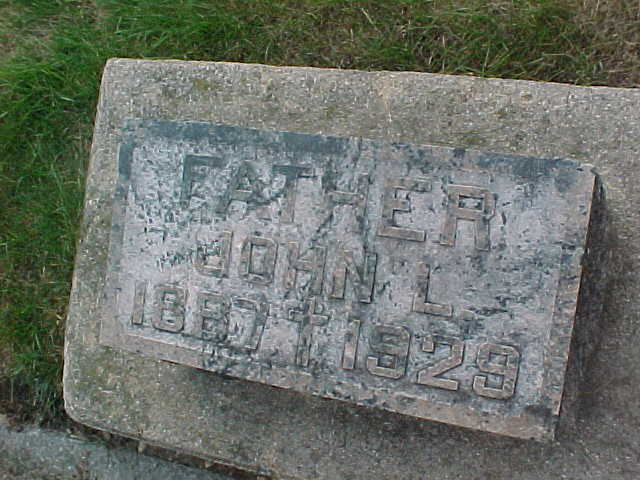 FATHER
JOHN L.
1867 † 1929